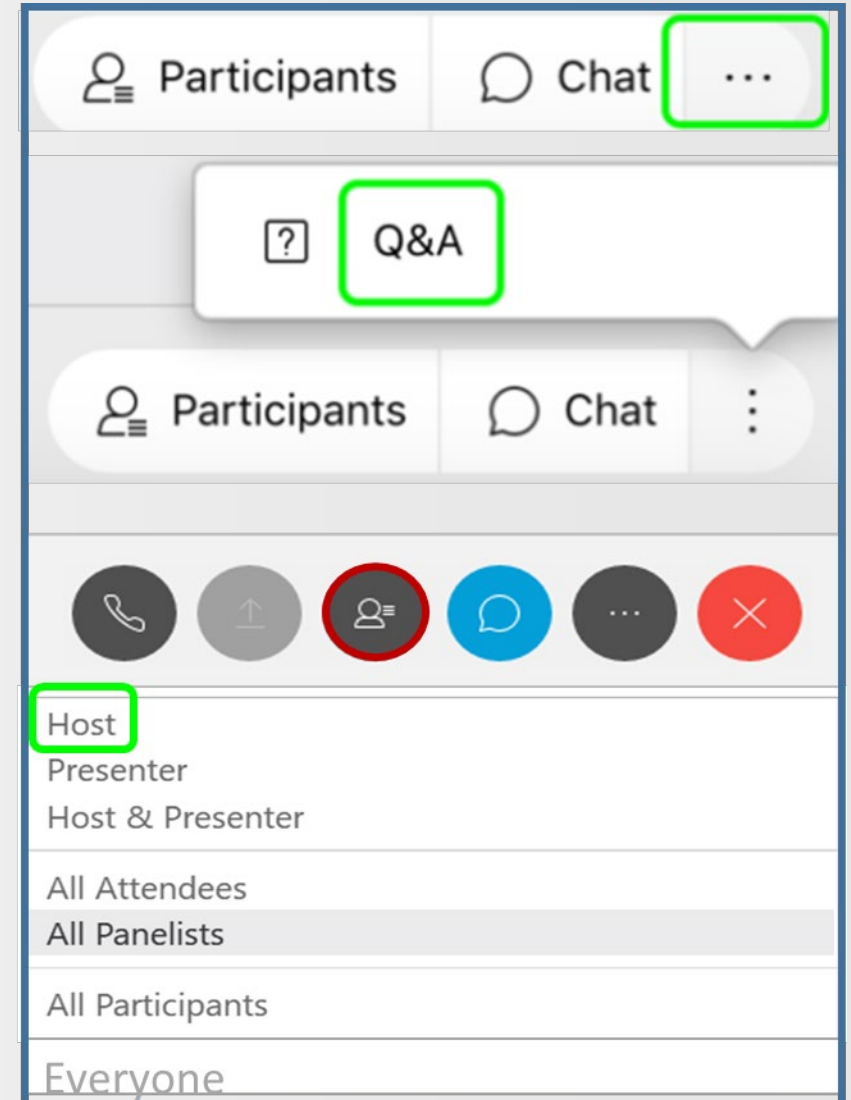 Participants Chat ...
? Q&A
Participants Chat
Host
Presenter
Host & Presenter
All Attendees
All Panelists
All Participants
Everyone